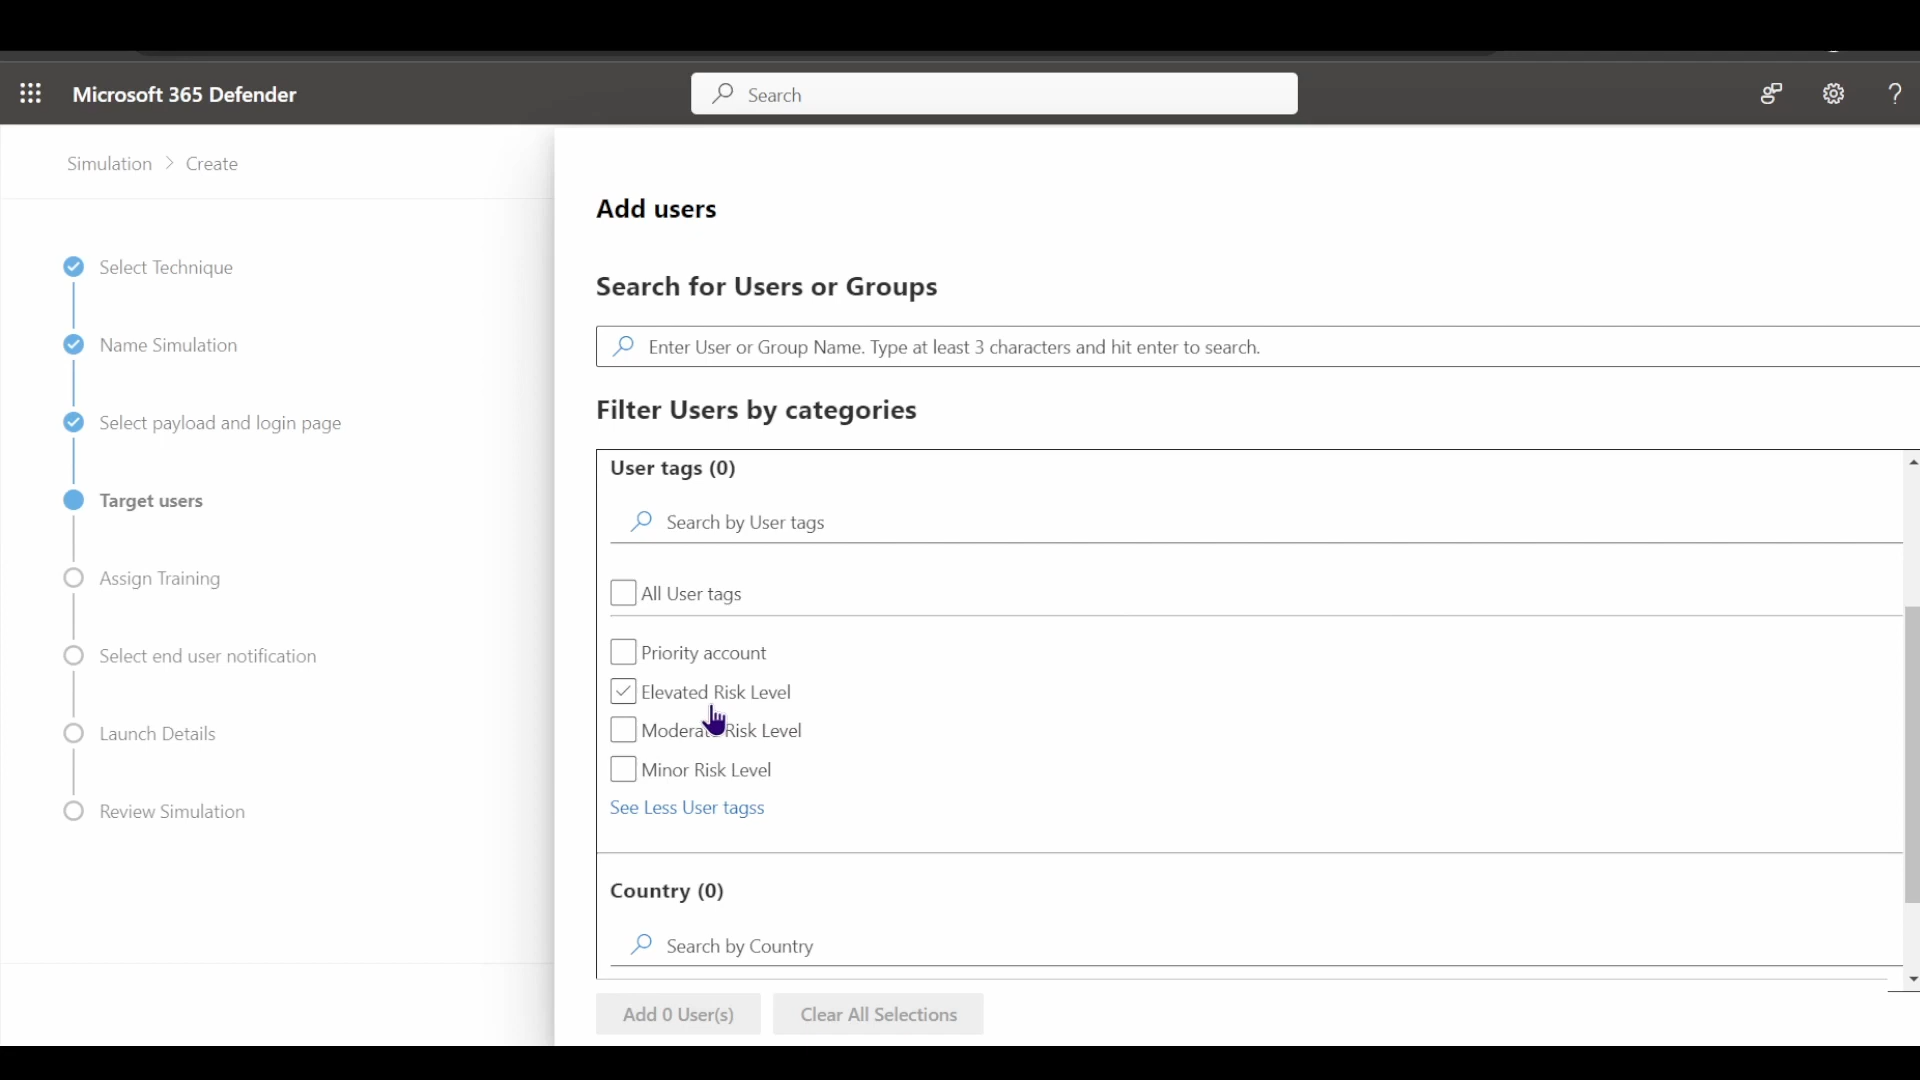 Microsoft 365 Defender
Search
?
Simulation > Create
Select Technique
Name Simulation
Select payload and login page
Target users
Assign Training
Select end user notification
Launch Details
Review Simulation
Add users
Search for Users or Groups
Enter User or Group Name. Type at least 3 characters and hit enter to search.
Filter Users by categories
User tags (0)
Search by User tags
All User tags
Priority account
Elevated Risk Level
Moderate Risk Level
Minor Risk Level
See Less User tagss
Country (0)
Search by Country
Add 0 User(s)
Clear All Selections